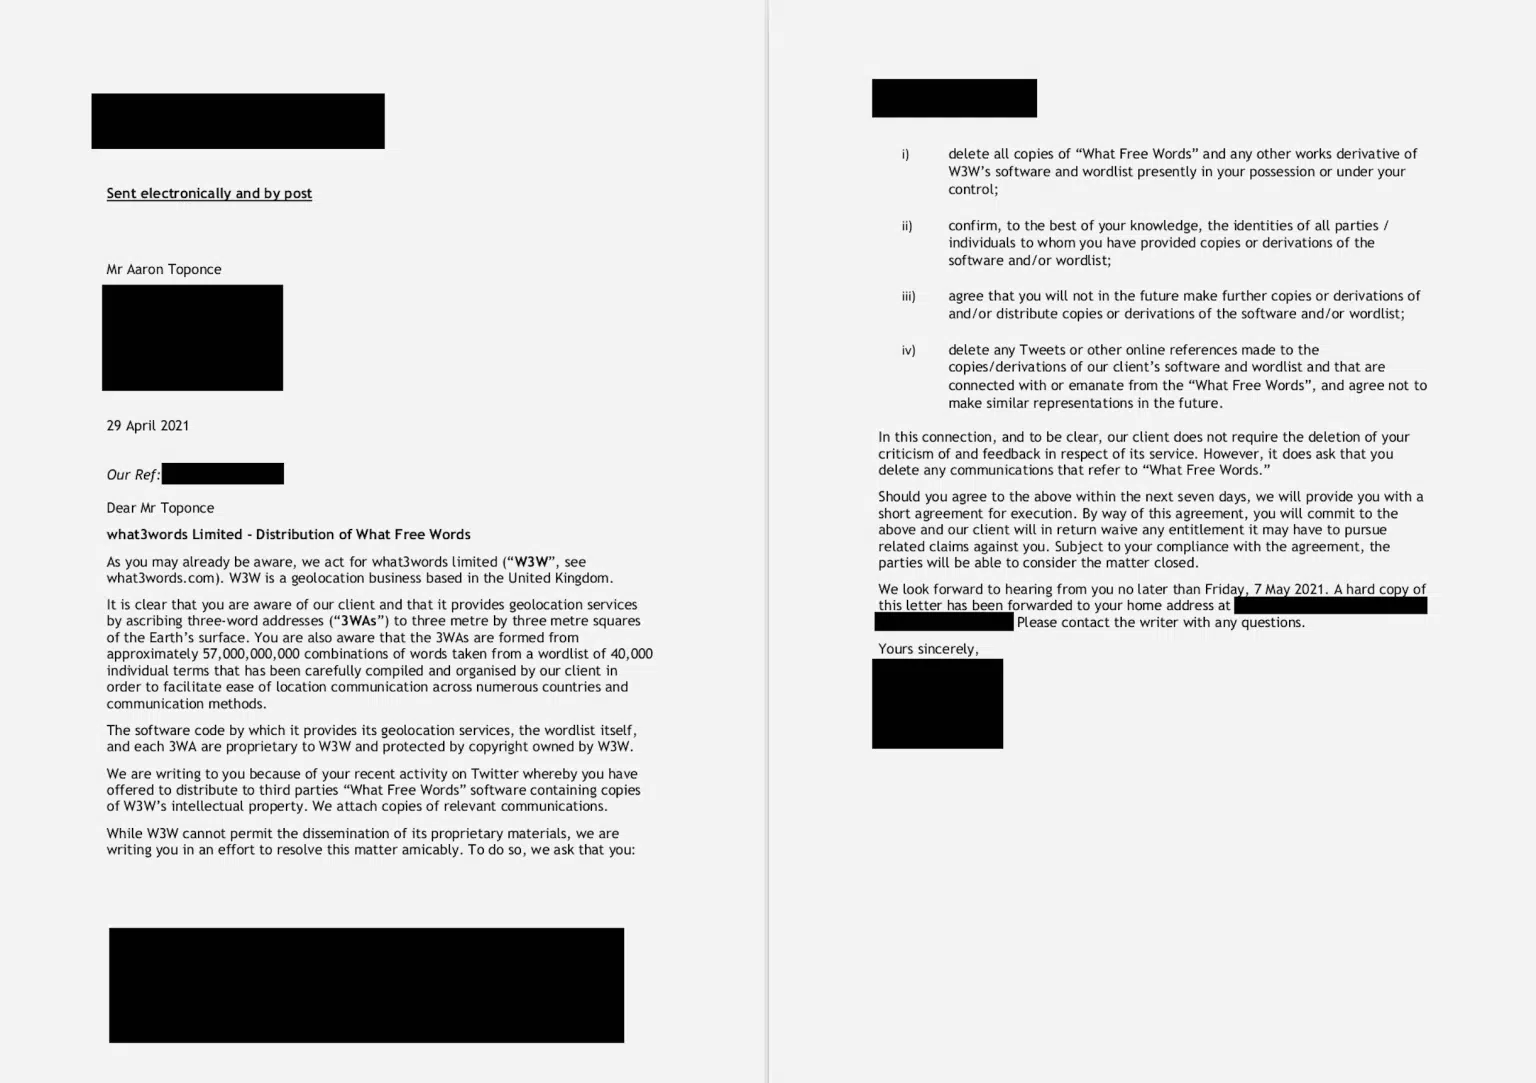 Sent electronically and by post
Mr Aaron Toponce
29 April 2021
Our Ref:
Dear Mr Toponce
what3words Limited - Distribution of What Free Words
As you may already be aware, we act for what3words limited (“W3W”, see
what3words.com). W3W is a geolocation business based in the United Kingdom.
It is clear that you are aware of our client and that it provides geolocation services
by ascribing three-word addresses (“3WAs”) to three metre by three metre squares
of the Earth’s surface. You are also aware that the 3WAs are formed from
approximately 57,000,000,000 combinations of words taken from a wordlist of 40,000
individual terms that has been carefully compiled and organised by our client in
order to facilitate ease of location communication across numerous countries and
communication methods.
The software code by which it provides its geolocation services, the wordlist itself,
and each 3WA are proprietary to W3W and protected by copyright owned by W3W.
We are writing to you because of your recent activity on Twitter whereby you have
offered to distribute to third parties “What Free Words” software containing copies
of W3W’s intellectual property. We attach copies of relevant communications.
While W3W cannot permit the dissemination of its proprietary materials, we are
writing you in an effort to resolve this matter amicably. To do so, we ask that you:
i) delete all copies of “What Free Words” and any other works derivative of
W3W’s software and wordlist presently in your possession or under your
control;
ii) confirm, to the best of your knowledge, the identities of all parties /
individuals to whom you have provided copies or derivations of the
software and/or wordlist;
iii) agree that you will not in the future make further copies or derivations of
and/or distribute copies or derivations of the software and/or wordlist;
iv) delete any Tweets or other online references made to the
copies/derivations of our client’s software and wordlist and that are
connected with or emanate from the “What Free Words”, and agree not to
make similar representations in the future.
In this connection, and to be clear, our client does not require the deletion of your
criticism of and feedback in respect of its service. However, it does ask that you
delete any communications that refer to “What Free Words.”
Should you agree to the above within the next seven days, we will provide you with a
short agreement for execution. By way of this agreement, you will commit to the
above and our client will in return waive any entitlement it may have to pursue
related claims against you. Subject to your compliance with the agreement, the
parties will be able to consider the matter closed.
We look forward to hearing from you no later than Friday, 7 May 2021. A hard copy of
this letter has been forwarded to your home address at
Please contact the writer with any questions.
Yours sincerely,